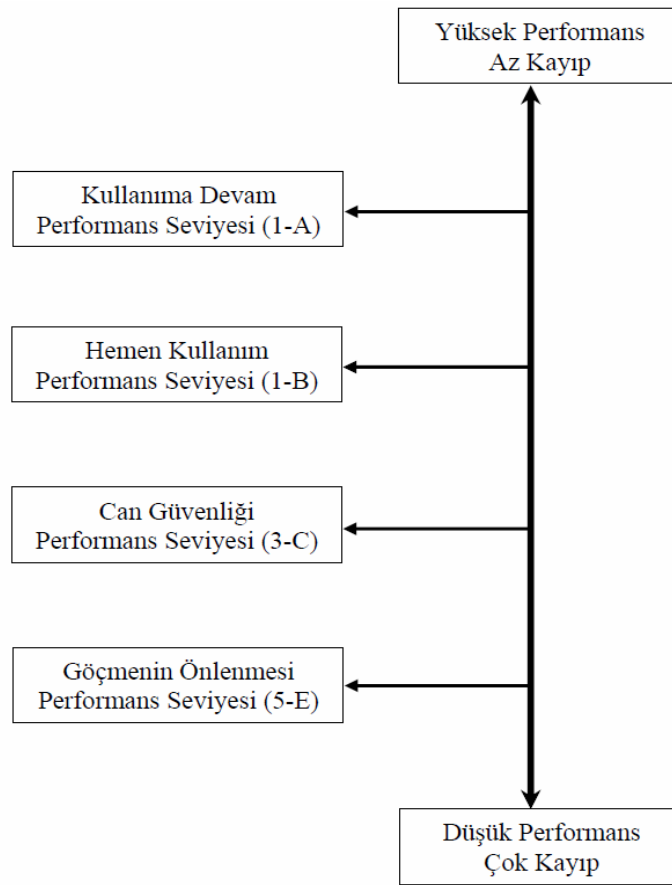 Yüksek Performans
Az Kayıp
Kullanıma Devam
Performans Seviyesi (1-A)
Hemen Kullanım
Performans Seviyesi (1-B)
Can Güvenliği
Performans Seviyesi (3-C)
Göçmenin Önlenmesi
Performans Seviyesi (5-E)
Düşük Performans
Çok Kayıp